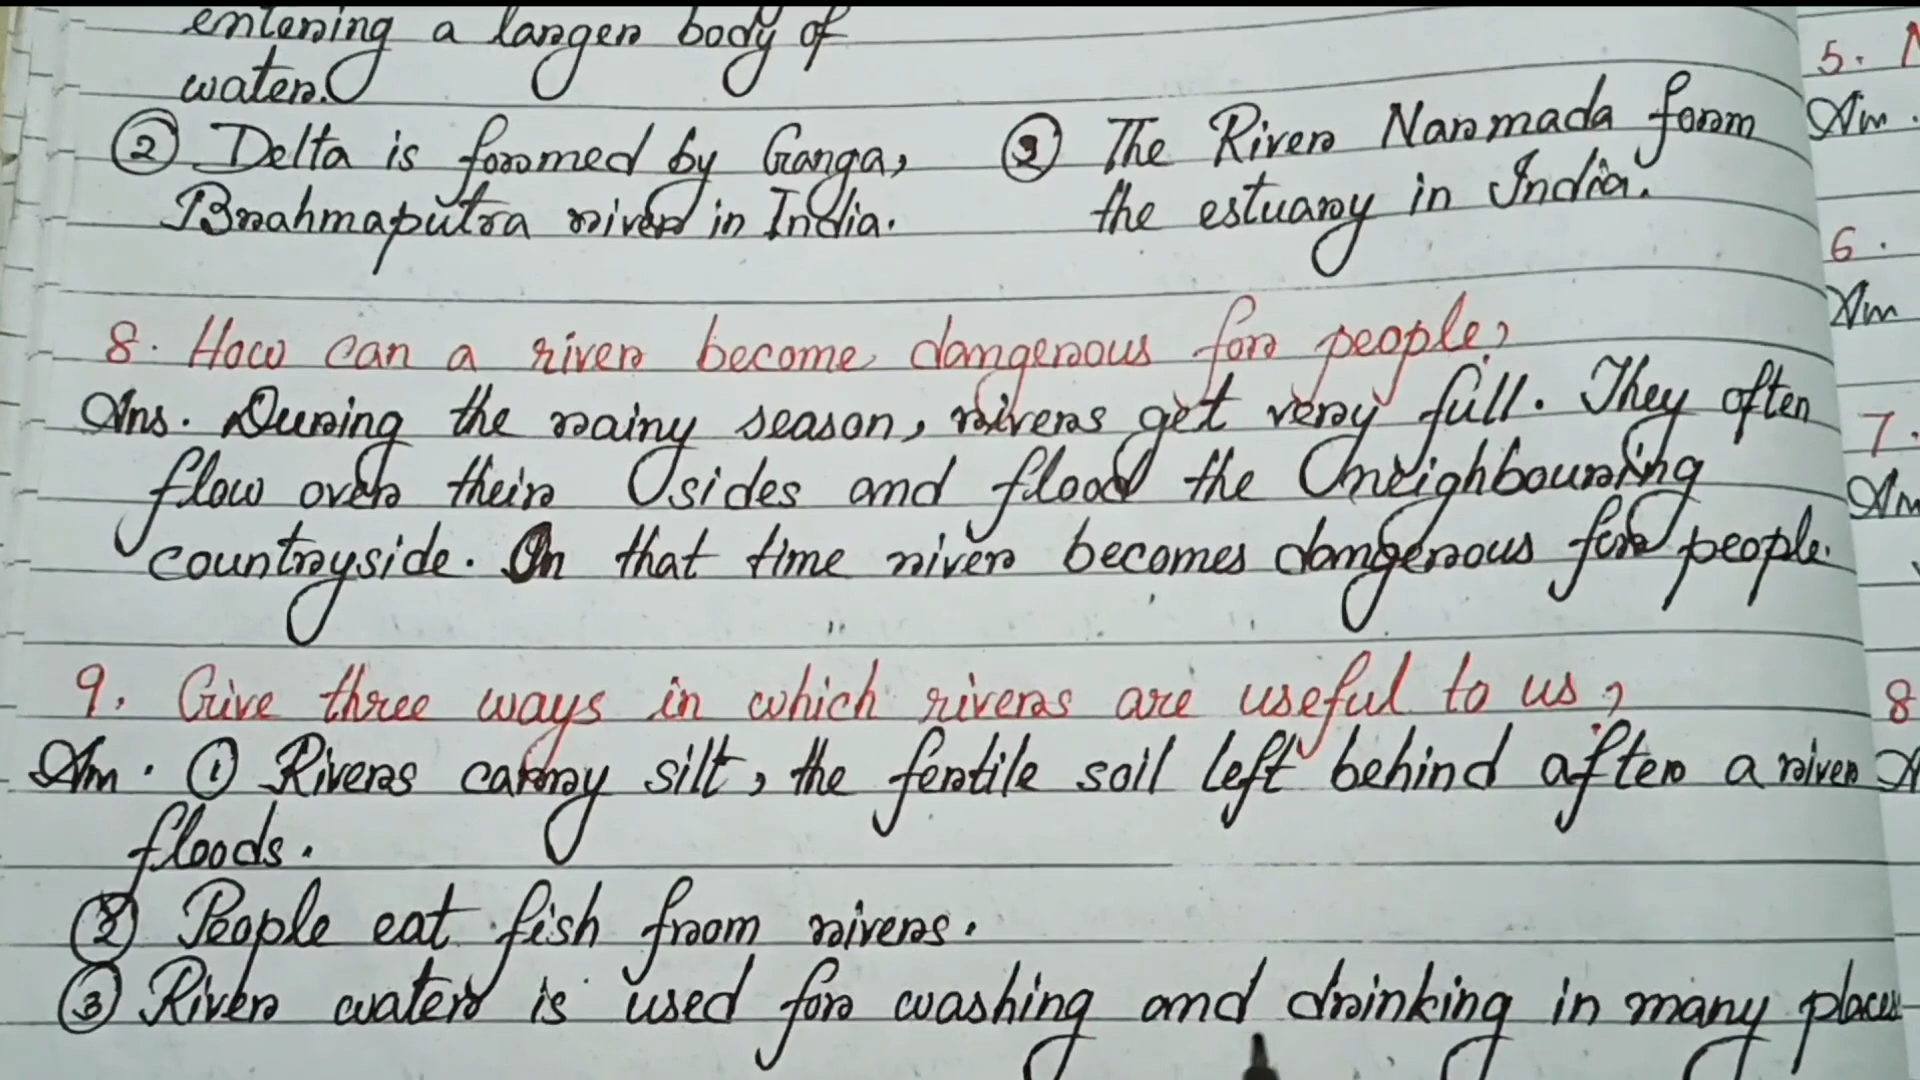 entering a larger body of
water.
② Delta is formed by Ganga,
Brahmaputra river in India.
② The River Narmada form
the estuary in India.
8. How can a river become dangerous for people?
Ans. During the rainy season, rivers get very full. They often
flow over their sides and flood the neighbouring
countryside. On that time river becomes dangerous for people.
9. Give three ways in which rivers are useful to us?
Ans. ① Rivers carry silt, the fertile soil left behind after a river
floods.
② People eat fish from rivers.
③ River water is used for washing and drinking in many places
5.
Ans.
6.
Ans
7.
Ans
8